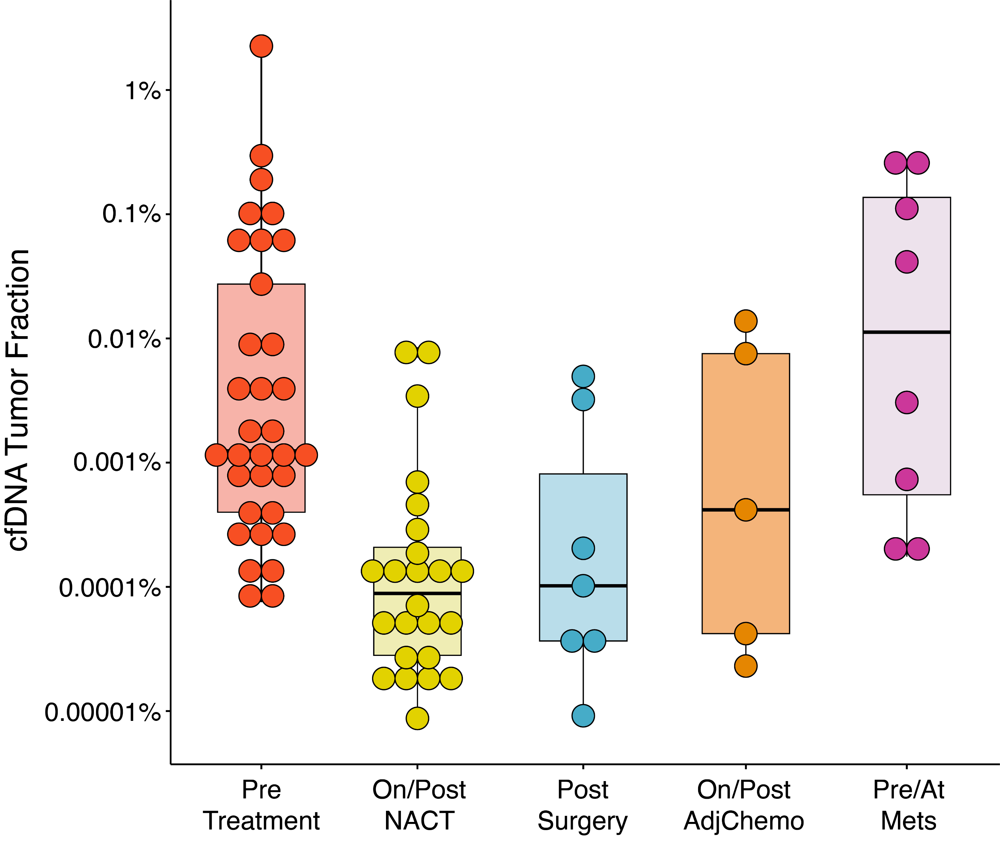 cfDNA Tumor Fraction
1%
0.1%
0.01%
0.001%
0.0001%
0.00001%
Pre
Treatment
On/Post
NACT
Post
Surgery
On/Post
AdjChemo
Pre/At
Mets